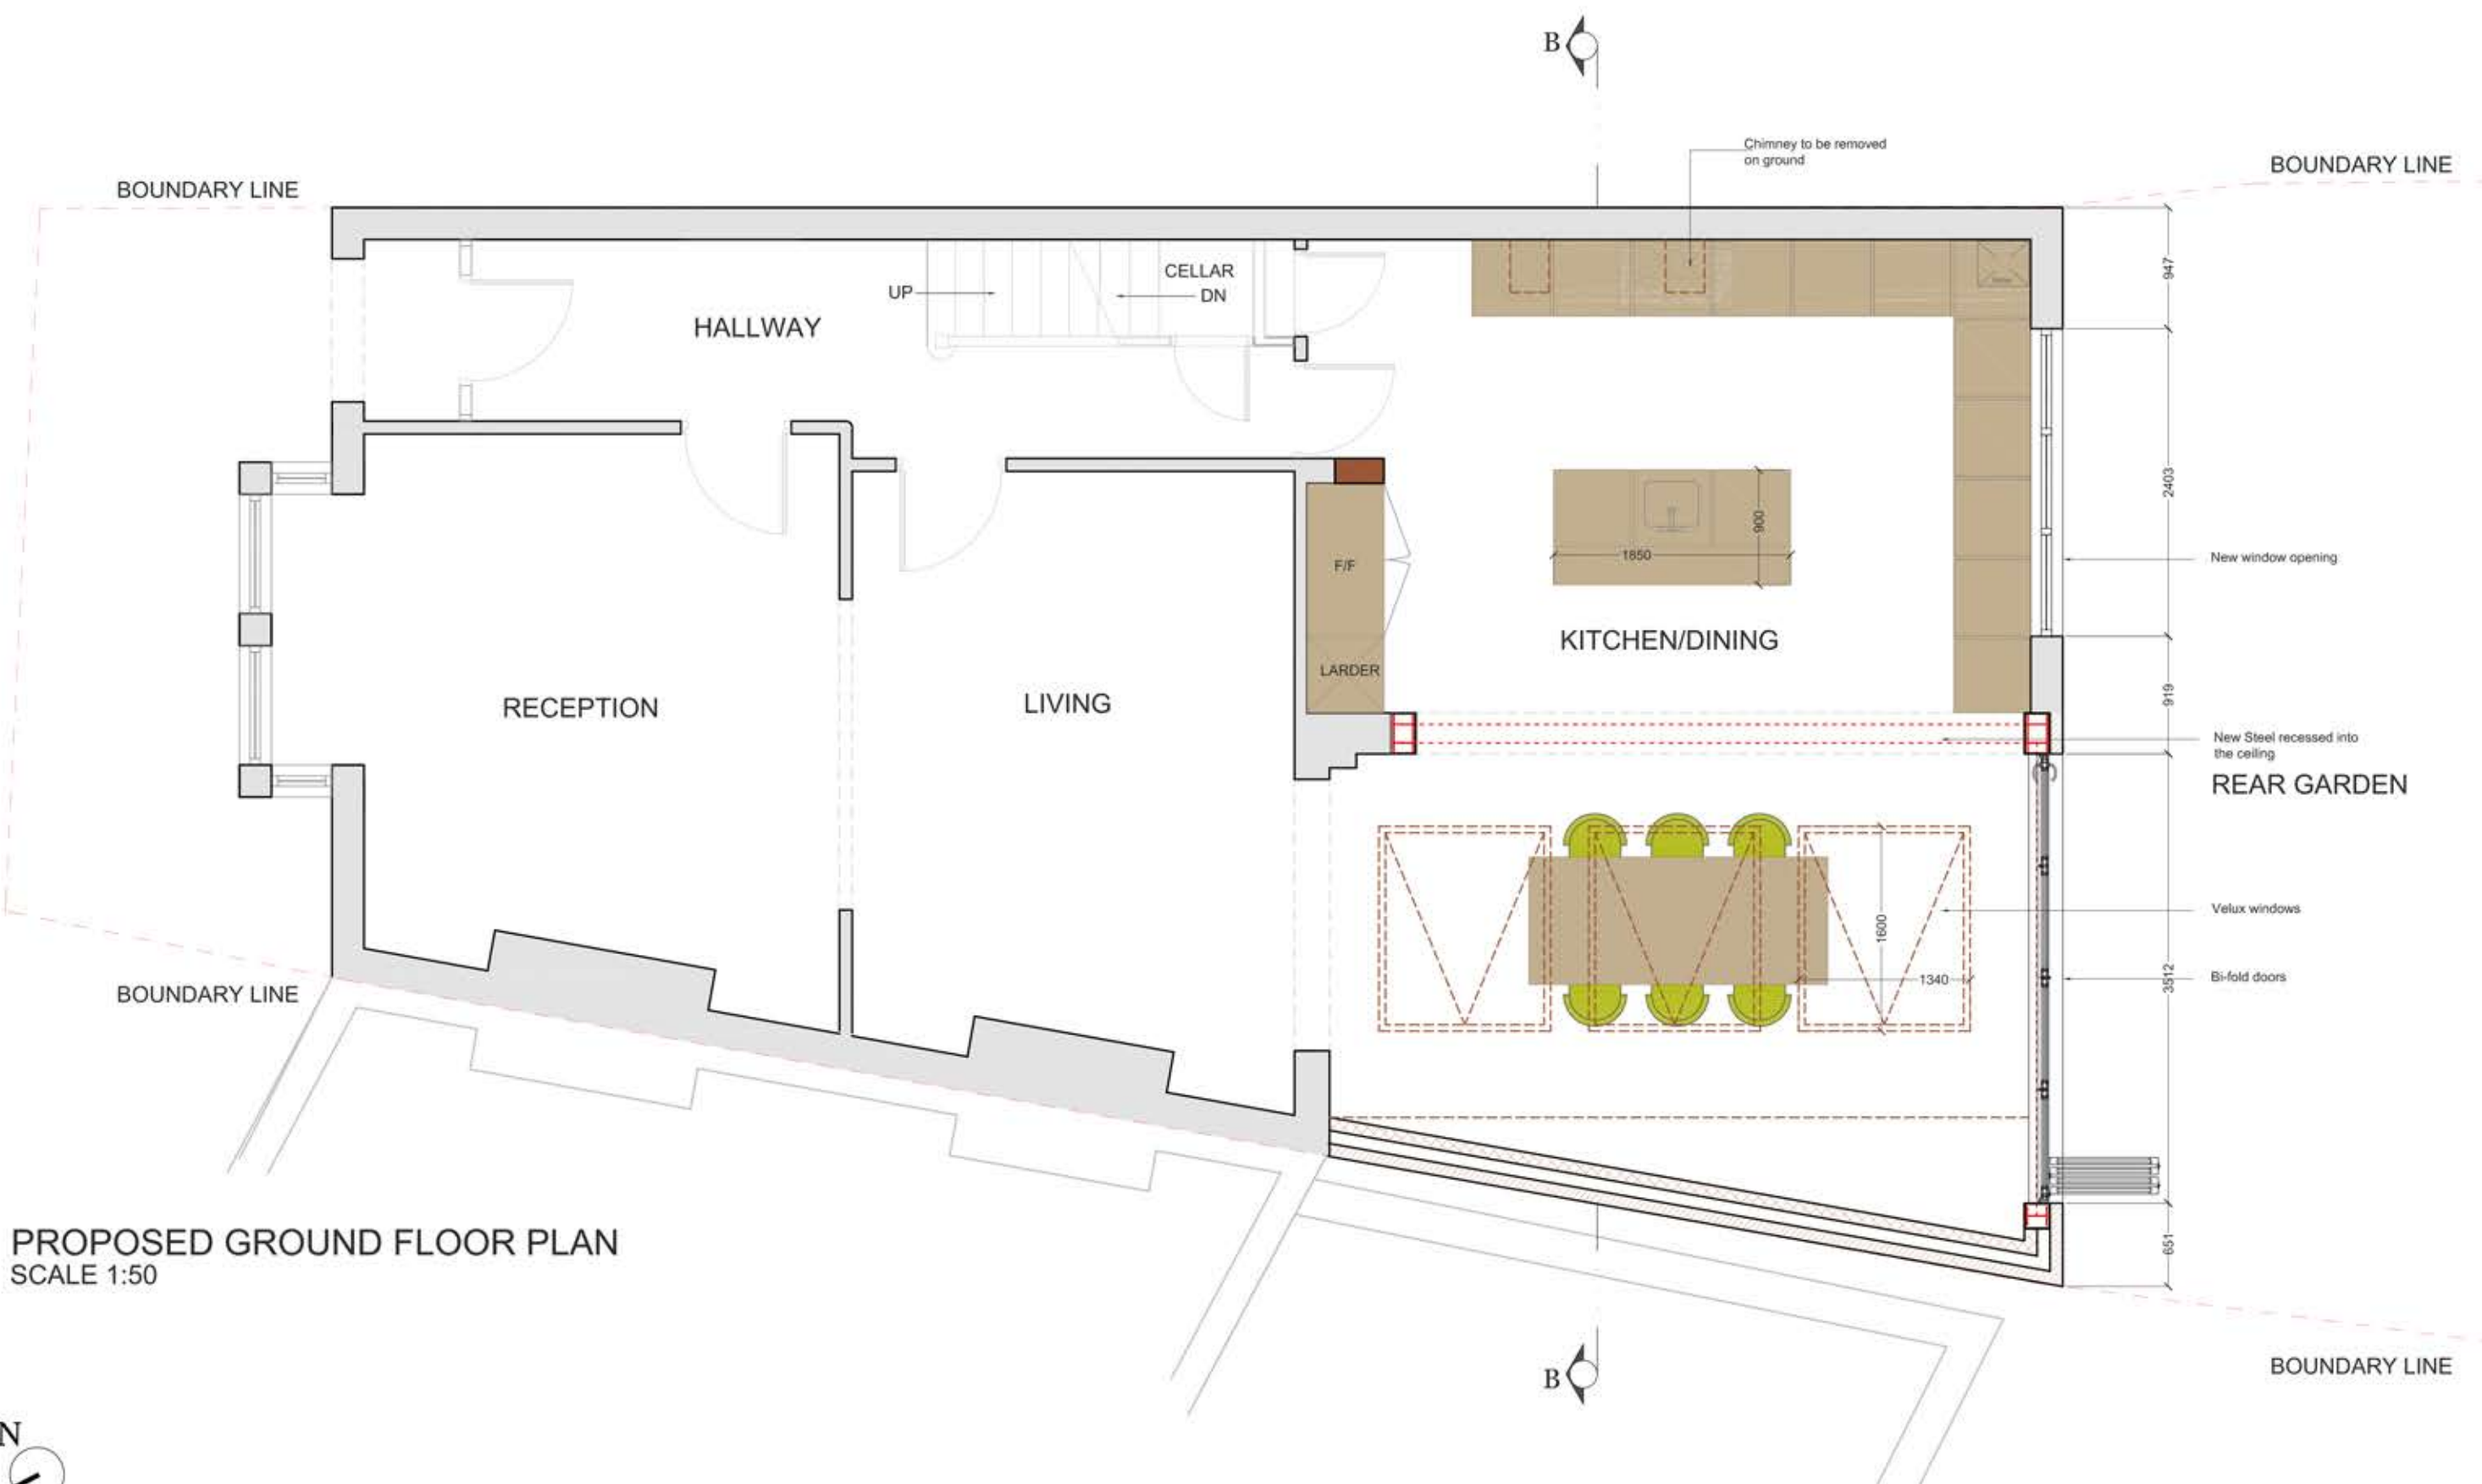 B
Chimney to be removed
on ground
BOUNDARY LINE
BOUNDARY LINE
947
CELLAR
UP
DN
HALLWAY
2403
900
1850
F/F
New window opening
KITCHEN/DINING
LARDER
919
RECEPTION
LIVING
New Steel recessed into
the ceiling
REAR GARDEN
1600
Velux windows
1340
3512
Bi-fold doors
BOUNDARY LINE
651
PROPOSED GROUND FLOOR PLAN
SCALE 1:50
B
BOUNDARY LINE
N